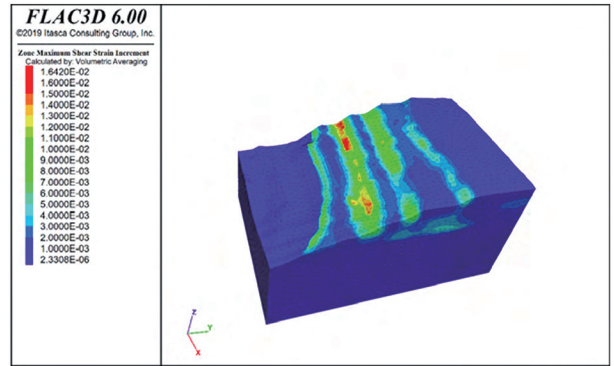 FLAC3D 6.00
©2019 Itasca Consulting Group, Inc.
Zone Maximum Shear Strain Increment
Calculated by: Volumetric Averaging
1.6420E-02
1.6000E-02
1.5000E-02
1.4000E-02
1.3000E-02
1.2000E-02
1.1000E-02
1.0000E-02
9.0000E-03
8.0000E-03
7.0000E-03
6.0000E-03
5.0000E-03
4.0000E-03
3.0000E-03
2.0000E-03
1.0000E-03
2.3308E-06
Z
Y
X